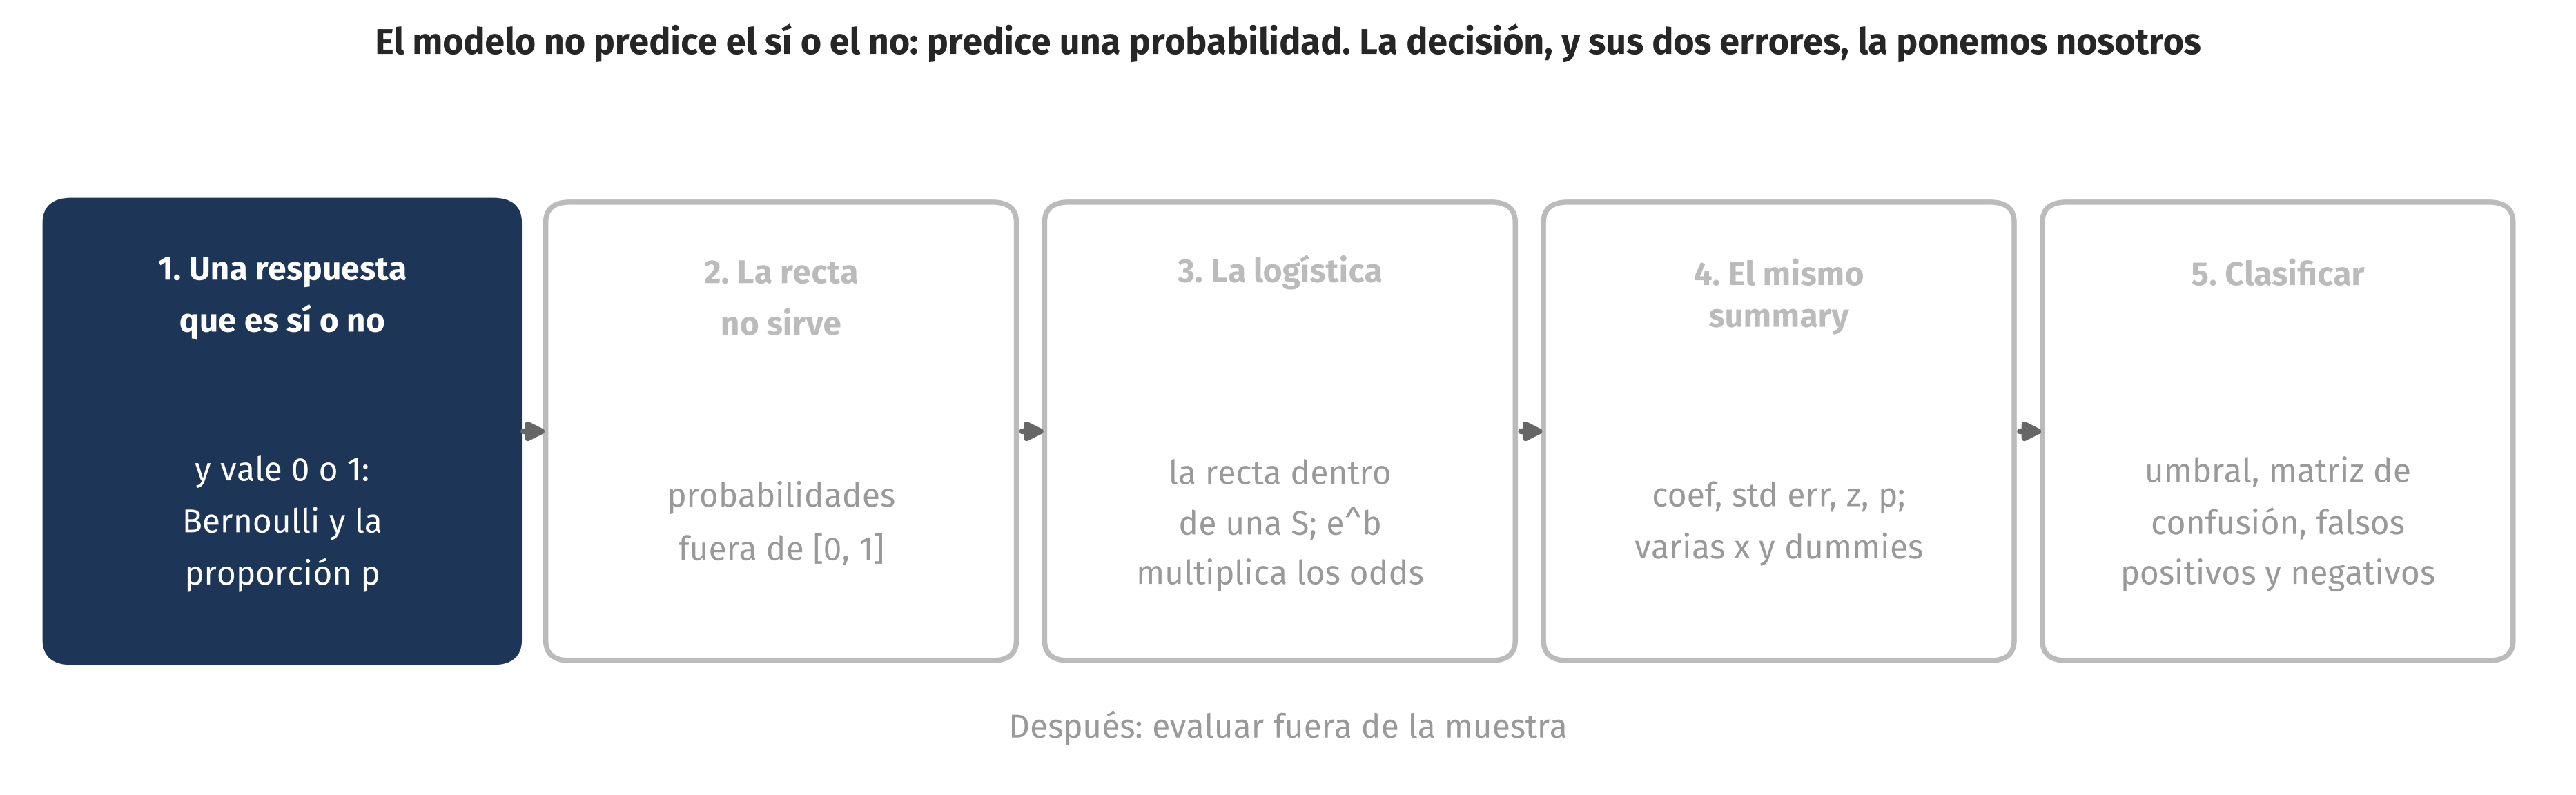 El modelo no predice el sí o el no: predice una probabilidad. La decisión, y sus dos errores, la ponemos nosotros
1. Una respuesta
que es sí o no
y vale 0 o 1:
Bernoulli y la
proporción p
2. La recta
no sirve
probabilidades
fuera de [0, 1]
3. La logística
la recta dentro
de una S; e^b
multiplica los odds
4. El mismo
summary
coef, std err, z, p;
varias x y dummies
5. Clasificar
umbral, matriz de
confusión, falsos
positivos y negativos
Después: evaluar fuera de la muestra